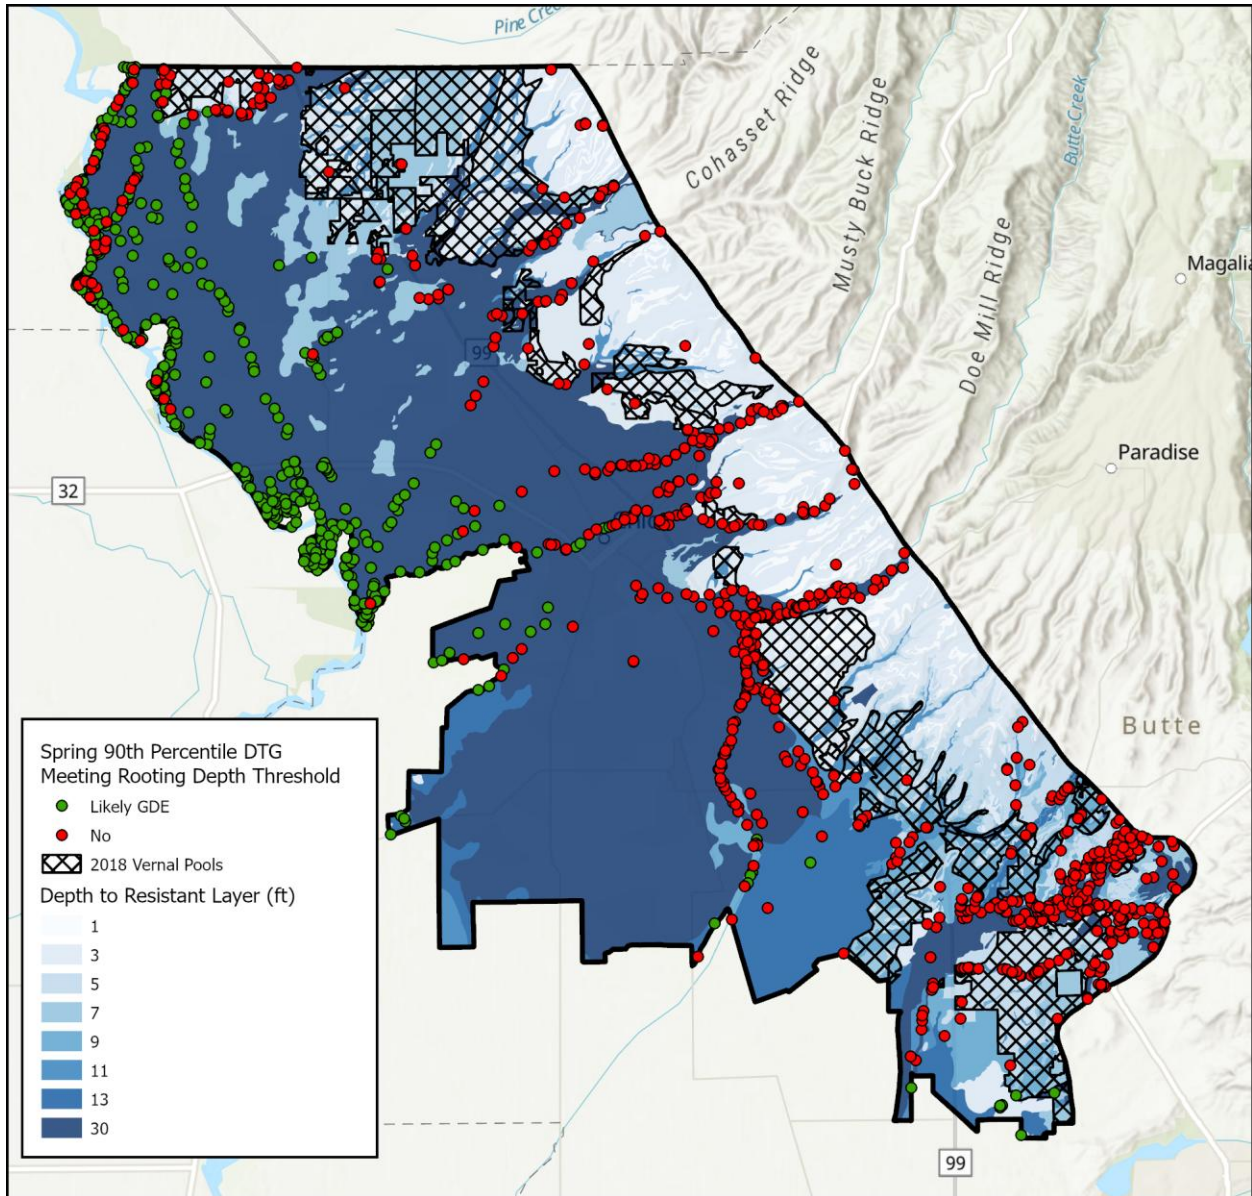 Pine Creek
Cohasset Ridge
Musty Buck Ridge
Butte Creek
Doe Mill Ridge
Magalia
99
Paradise
32
Butte
Spring 90th Percentile DTG
Meeting Rooting Depth Threshold
Likely GDE
No
2018 Vernal Pools
Depth to Resistant Layer (ft)
1
3
5
7
9
11
13
30
99